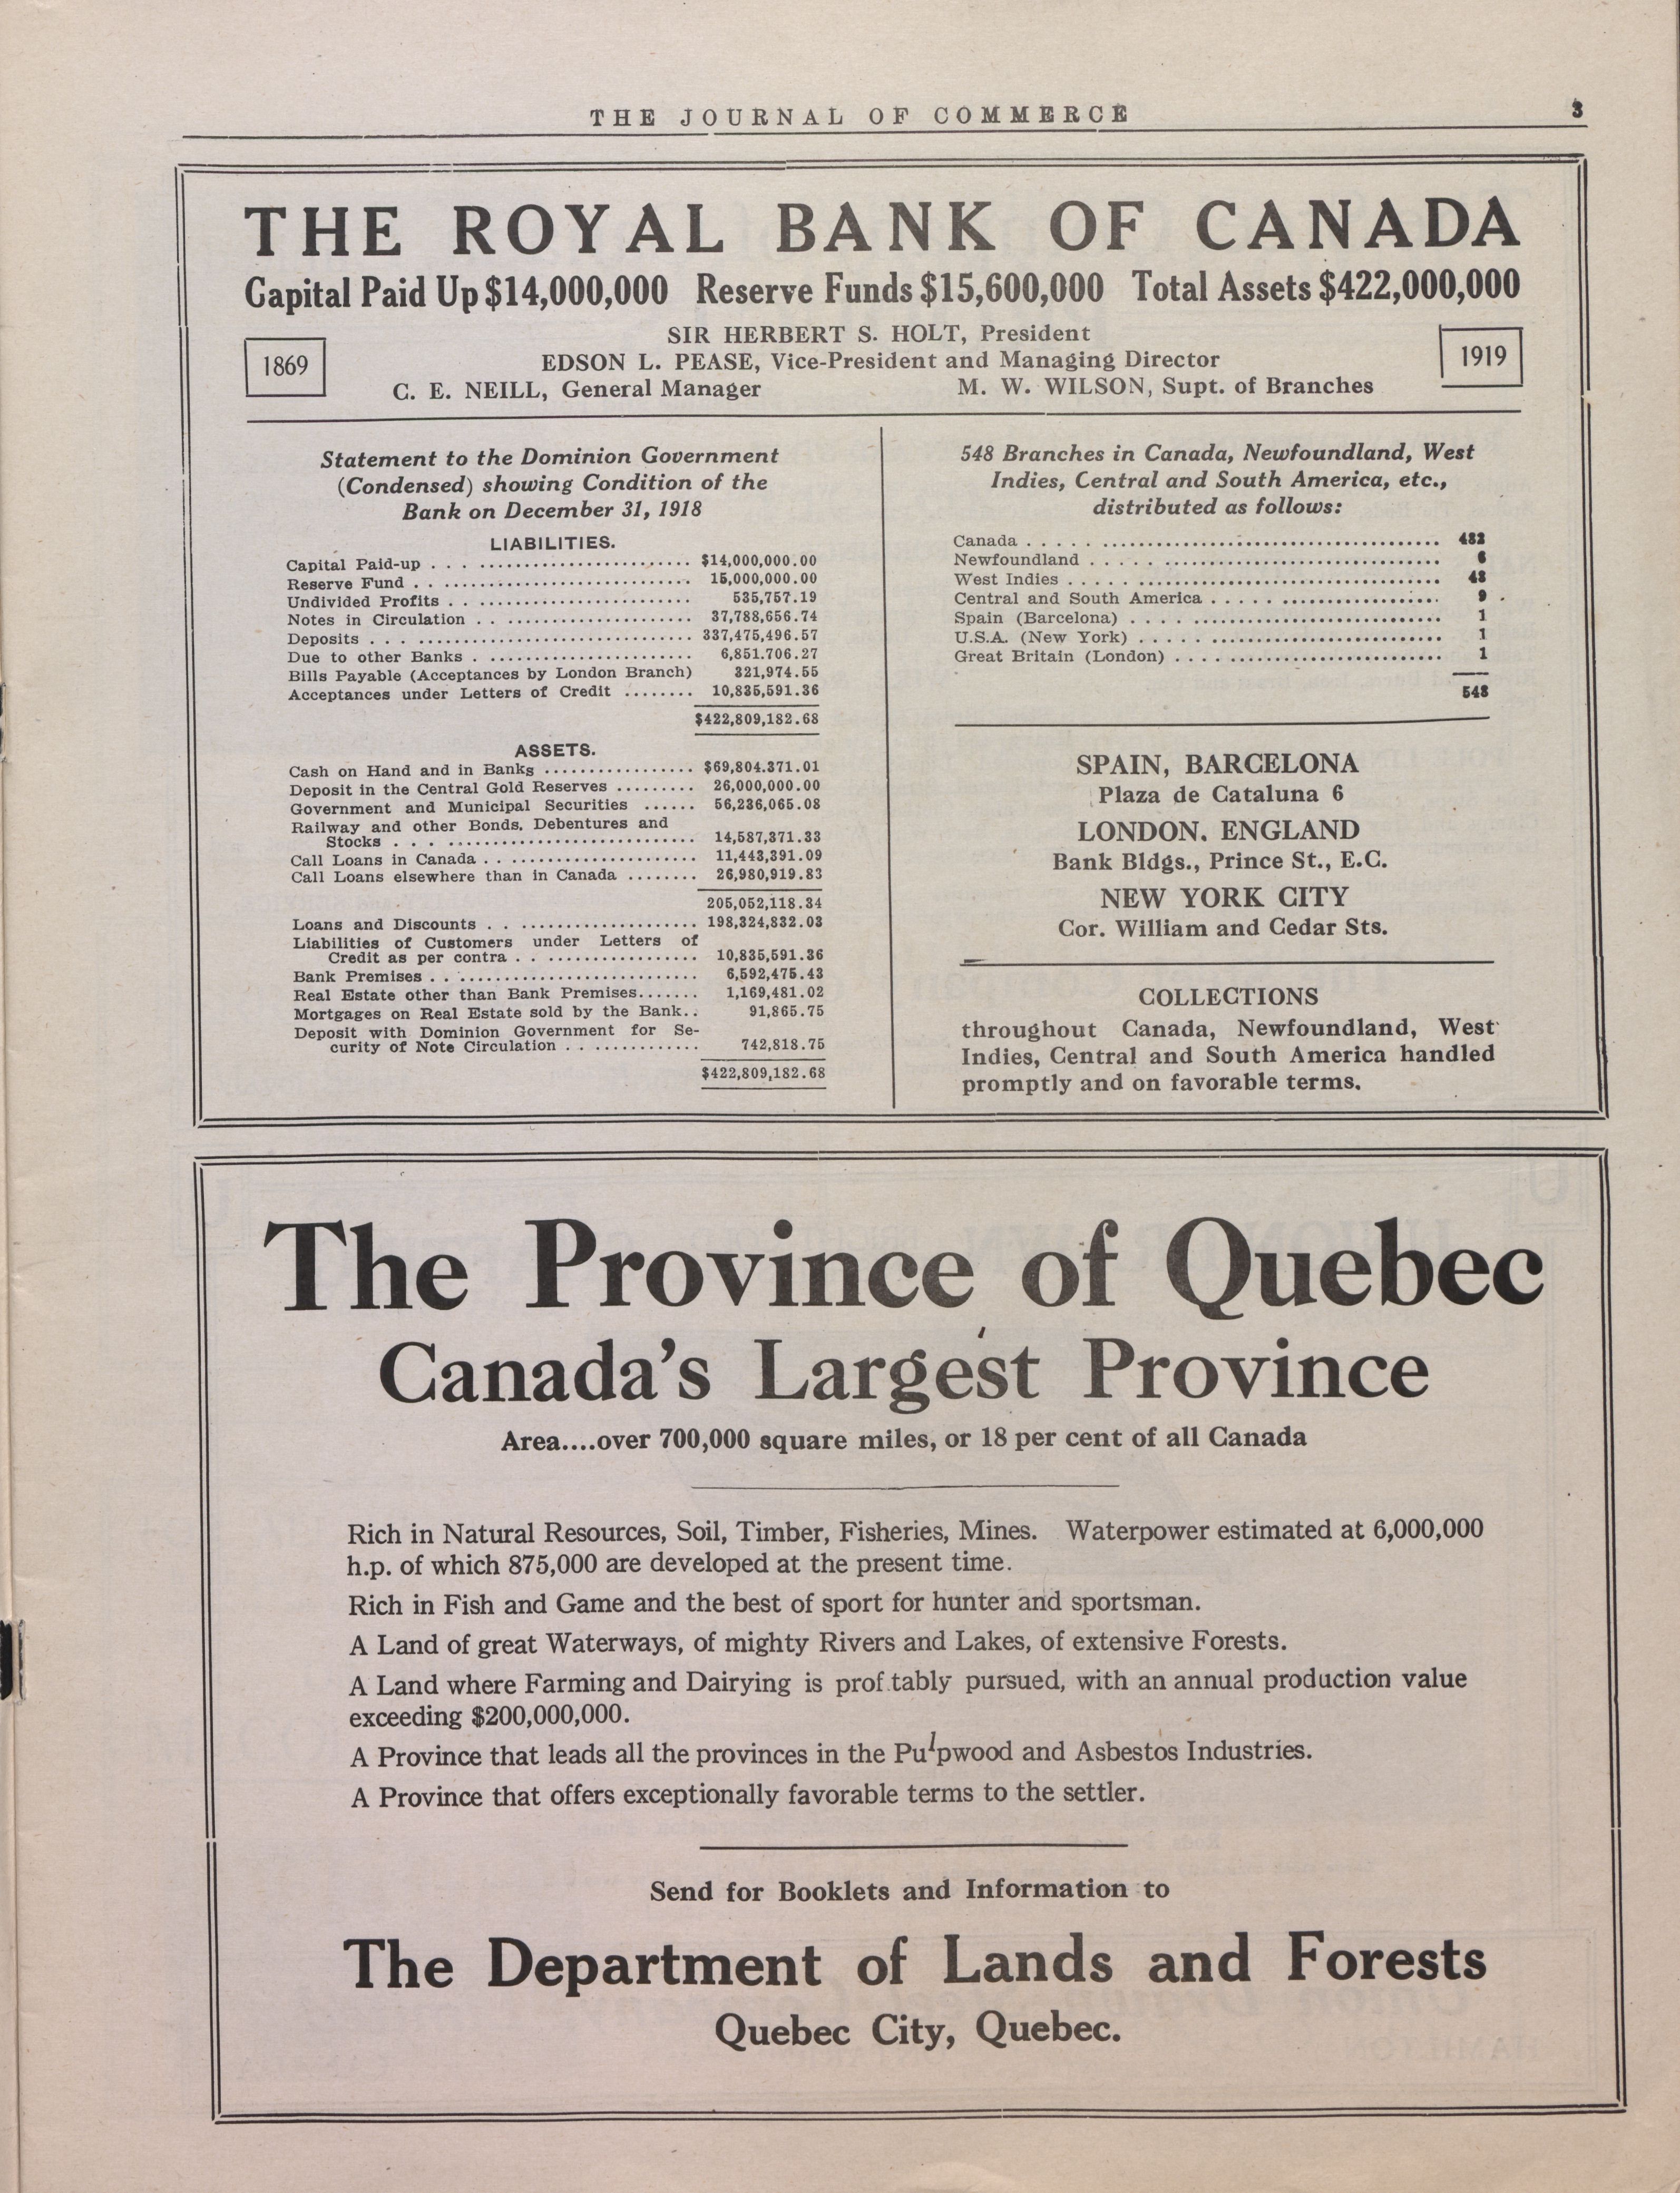 THE JOURNAL OF COMMERCE 3
THE ROYAL BANK OF CANADA
Capital Paid Up $14,000,000 Reserve Funds $15,600,000 Total Assets $422,000,000
SIR HERBERT S. HOLT, President
1869 EDSON L. PEASE, Vice-President and Managing Director 1919
C. E. NEILL, General Manager M. W. WILSON, Supt. of Branches
Statement to the Dominion Government
(Condensed) showing Condition of the
Bank on December 31, 1918
LIABILITIES.
Capital Paid-up . . . ........................ $14,000,000.00
Reserve Fund . . ........................... 15,000,000.00
Undivided Profits . . ....................... 535,757.19
Notes in Circulation . . ..................... 37,788,656.74
Deposits . . . .............................. 337,475,496.57
Due to other Banks . ...................... 6,851.706.27
Bills Payable (Acceptances by London Branch) 321,974.55
Acceptances under Letters of Credit ........ 10,835,591.36
$422,809,182.68
ASSETS.
Cash on Hand and in Banks ................. $69,804.371.01
Deposit in the Central Gold Reserves ......... 26,000,000.00
Government and Municipal Securities ...... 56,236,065.08
Railway and other Bonds, Debentures and
Stocks . . . ........................... 14,587,371.33
Call Loans in Canada . . ..................... 11,443,391.09
Call Loans elsewhere than in Canada ........ 26,980,919.83
205,052,118.34
Loans and Discounts . . .................... 198,324,832.03
Liabilities of Customers under Letters of
Credit as per contra . . ................. 10,835,591.36
Bank Premises . . .......................... 6,592,475.43
Real Estate other than Bank Premises....... 1,169,481.02
Mortgages on Real Estate sold by the Bank.. 91,865.75
Deposit with Dominion Government for Se-
curity of Note Circulation . . ............ 742,818.75
$422,809,182.68
548 Branches in Canada, Newfoundland, West
Indies, Central and South America, etc.,
distributed as follows:
Canada . . . . . ....................................... 482
Newfoundland . . . . . ................................ 6
West Indies . . . . . .................................. 48
Central and South America . . . . . .................. 9
Spain (Barcelona) . . . . ............................. 1
U.S.A. (New York) . . . . . .......................... 1
Great Britain (London) . . . . ........................ 1
548
SPAIN, BARCELONA
Plaza de Cataluna 6
LONDON. ENGLAND
Bank Bldgs., Prince St., E.C.
NEW YORK CITY
Cor. William and Cedar Sts.
COLLECTIONS
throughout Canada, Newfoundland, West
Indies, Central and South America handled
promptly and on favorable terms.
The Province of Quebec
Canada's Largest Province
Area....over 700,000 square miles, or 18 per cent of all Canada
Rich in Natural Resources, Soil, Timber, Fisheries, Mines. Waterpower estimated at 6,000,000
h.p. of which 875,000 are developed at the present time.
Rich in Fish and Game and the best of sport for hunter and sportsman.
A Land of great Waterways, of mighty Rivers and Lakes, of extensive Forests.
A Land where Farming and Dairying is prof.tably pursued, with an annual production value
exceeding $200,000,000.
A Province that leads all the provinces in the Pulpwood and Asbestos Industries.
A Province that offers exceptionally favorable terms to the settler.
Send for Booklets and Information to
The Department of Lands and Forests
Quebec City, Quebec.